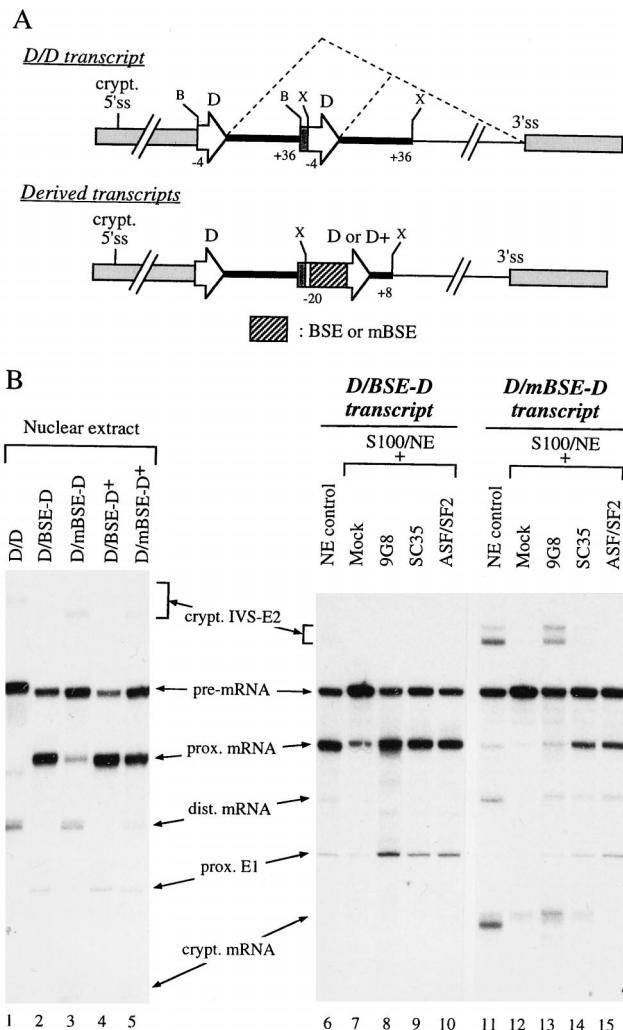 A
D/D transcript
crypt.
5'ss
B
D
B
X
D
X
3'ss
-4
+36
-4
+36
Derived transcripts
crypt.
5'ss
D
X
D or D+
X
3'ss
-20
+8
: BSE or mBSE
B
Nuclear extract
D/D
D/BSE-D
D/mBSE-D
D/BSE-D+
D/mBSE-D+
D/BSE-D
transcript
S100/NE
+
NE control
Mock
9G8
SC35
ASF/SF2
D/mBSE-D
transcript
S100/NE
+
NE control
Mock
9G8
SC35
ASF/SF2
crypt. IVS-E2
pre-mRNA
prox. mRNA
dist. mRNA
prox. E1
crypt. mRNA
1 2 3 4 5 6 7 8 9 10 11 12 13 14 15